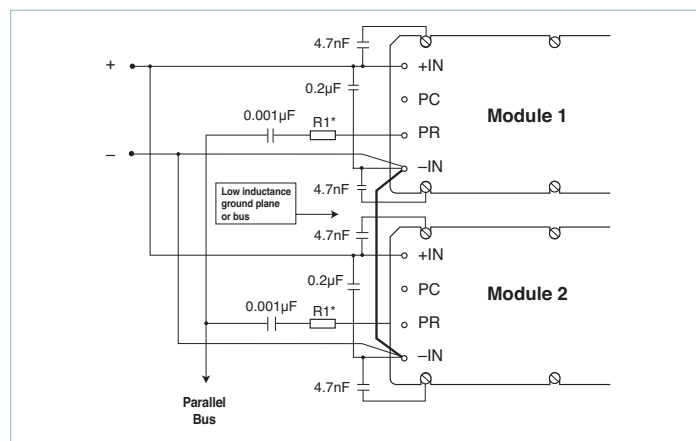 4.7nF
+
+IN
0.2µF
PC
Module 1
0.001µF
R1*
PR
–
–IN
4.7nF
Low inductance
ground plane
or bus
4.7nF
+IN
0.2µF
PC
Module 2
0.001µF
R1*
PR
–IN
4.7nF
Parallel
Bus